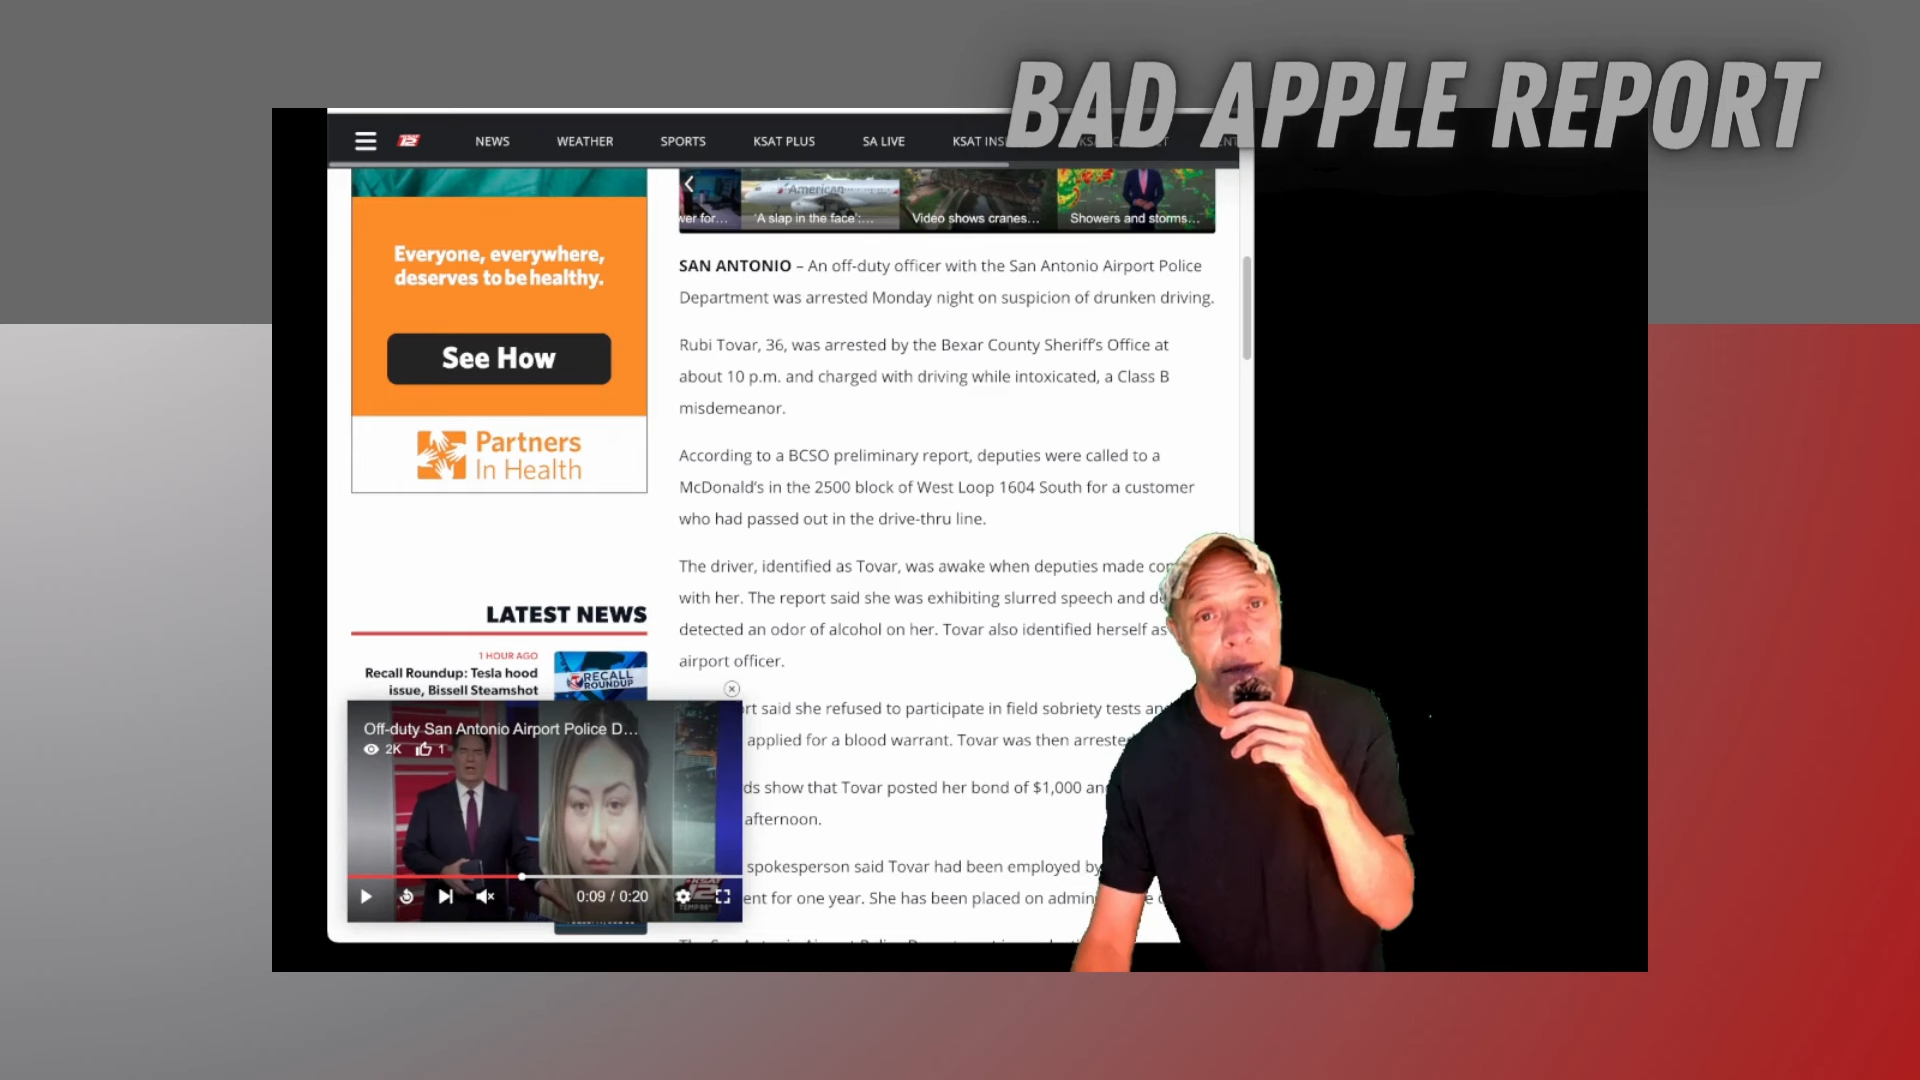 BAD APPLE REPORT
12
NEWS WEATHER SPORTS KSAT PLUS SA LIVE KSAT INS
wer for...
'A slap in the face':...
Video shows cranes...
Showers and storms...
American
Everyone, everywhere,
deserves to be healthy.
See How
Partners
In Health
SAN ANTONIO – An off-duty officer with the San Antonio Airport Police
Department was arrested Monday night on suspicion of drunken driving.
Rubi Tovar, 36, was arrested by the Bexar County Sheriff's Office at
about 10 p.m. and charged with driving while intoxicated, a Class B
misdemeanor.
According to a BCSO preliminary report, deputies were called to a
McDonald's in the 2500 block of West Loop 1604 South for a customer
who had passed out in the drive-thru line.
The driver, identified as Tovar, was awake when deputies made con
with her. The report said she was exhibiting slurred speech and de
detected an odor of alcohol on her. Tovar also identified herself as
airport officer.
rt said she refused to participate in field sobriety tests and
applied for a blood warrant. Tovar was then arrested
ds show that Tovar posted her bond of $1,000 an
afternoon.
spokesperson said Tovar had been employed by
ent for one year. She has been placed on admin
LATEST NEWS
1 HOUR AGO
Recall Roundup: Tesla hood
issue, Bissell Steamshot
RECALL
ROUNDUP
Off-duty San Antonio Airport Police D...
2K 1
0:09 / 0:20
12